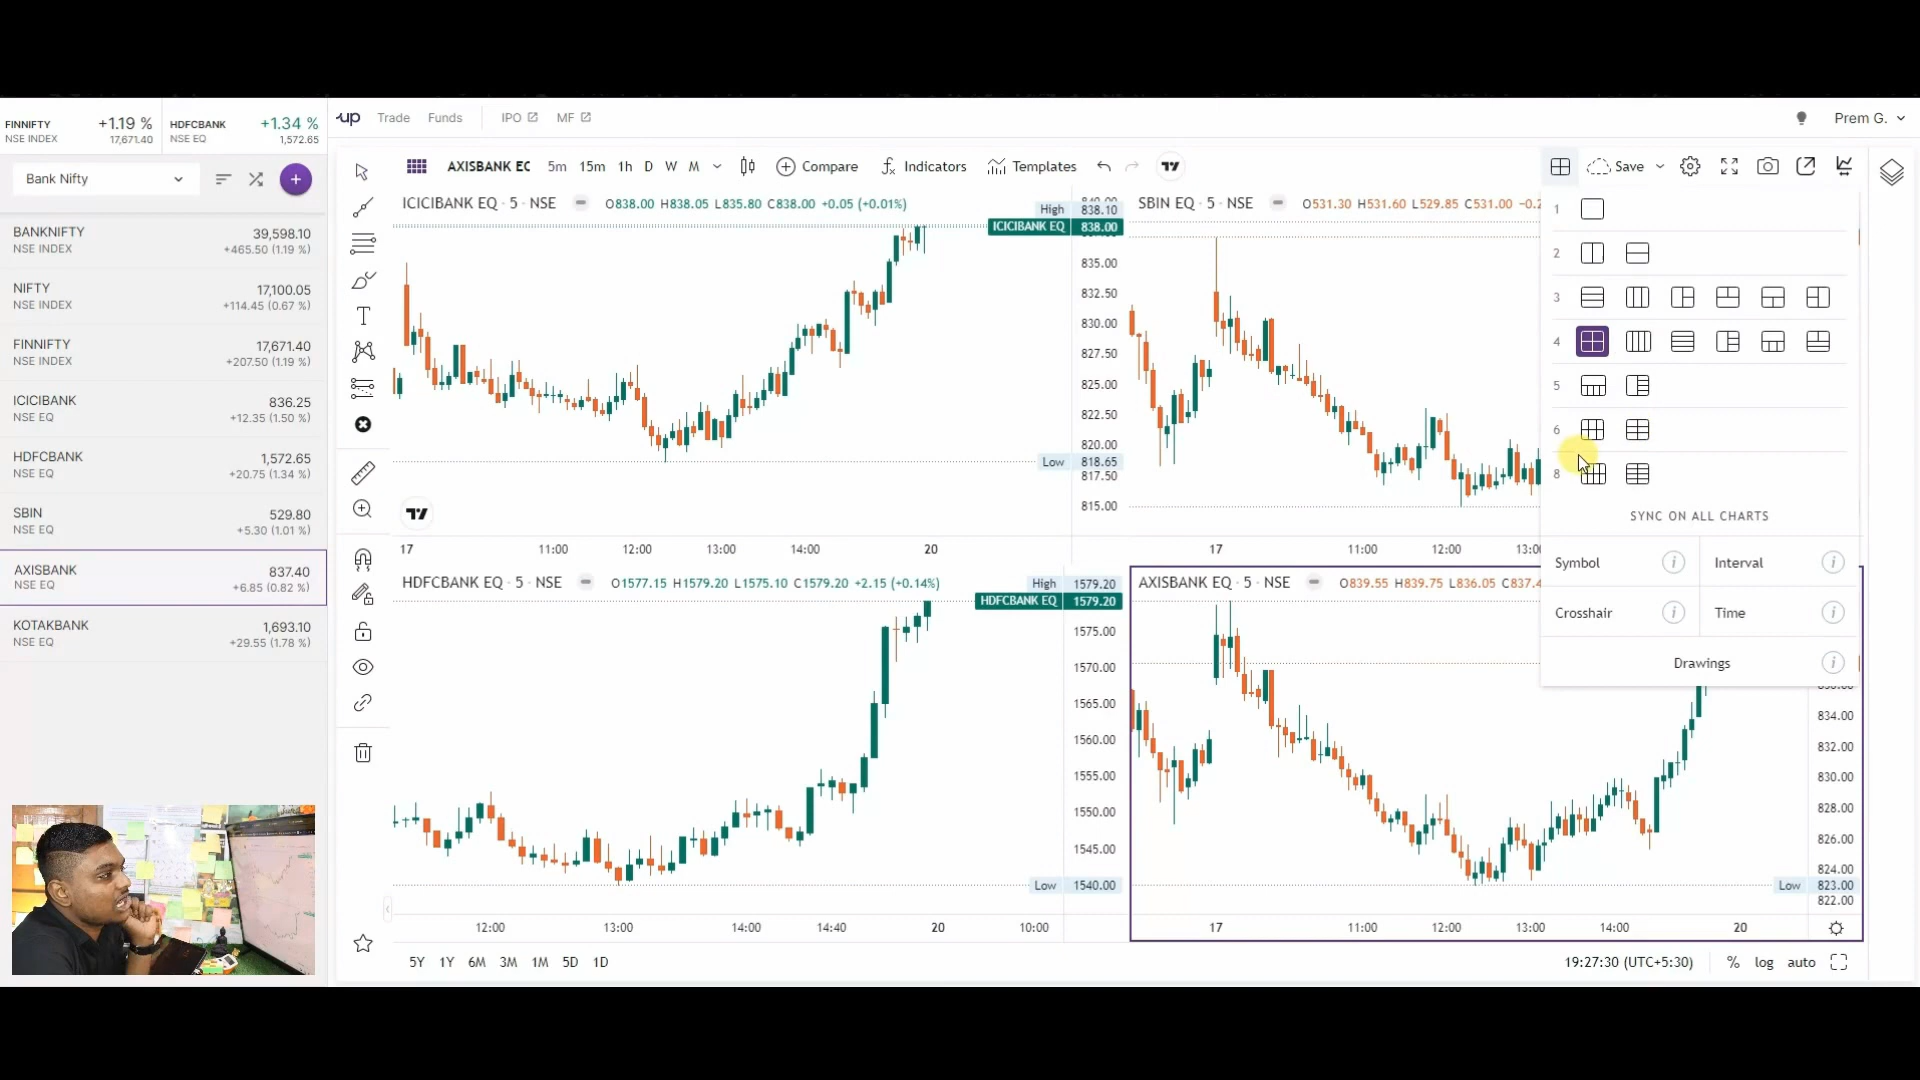 FINNIFTY +1.19 %
NSE INDEX 17,671.40
HDFCBANK +1.34 %
NSE EQ 1,572.65
up Trade Funds IPO MF Prem G.
Bank Nifty
BANKNIFTY 39,598.10
NSE INDEX +465.50 (1.19 %)
NIFTY 17,100.05
NSE INDEX +114.45 (0.67 %)
FINNIFTY 17,671.40
NSE INDEX +207.50 (1.19 %)
ICICIBANK 836.25
NSE EQ +12.35 (1.50 %)
HDFCBANK 1,572.65
NSE EQ +20.75 (1.34 %)
SBIN 529.80
NSE EQ +5.30 (1.01 %)
AXISBANK 837.40
NSE EQ +6.85 (0.82 %)
KOTAKBANK 1,693.10
NSE EQ +29.55 (1.78 %)
AXISBANK EC 5m 15m 1h D W M Compare Indicators Templates Save
ICICIBANK EQ · 5 · NSE O838.00 H838.05 L835.80 C838.00 +0.05 (+0.01%)
High 838.10
ICICIBANK EQ 838.00
835.00
832.50
830.00
827.50
825.00
822.50
820.00
Low 818.65
817.50
815.00
17 11:00 12:00 13:00 14:00 20
SBIN EQ · 5 · NSE O531.30 H531.60 L529.85 C531.00 -0.2
17 11:00 12:00 13:0
HDFCBANK EQ · 5 · NSE O1577.15 H1579.20 L1575.10 C1579.20 +2.15 (+0.14%)
High 1579.20
HDFCBANK EQ 1579.20
1575.00
1570.00
1565.00
1560.00
1555.00
1550.00
1545.00
Low 1540.00
12:00 13:00 14:00 14:40 20 10:00
AXISBANK EQ · 5 · NSE O839.55 H839.75 L836.05 C837.4
834.00
832.00
830.00
828.00
826.00
824.00
Low 823.00
822.00
17 11:00 12:00 13:00 14:00 20
1
2
3
4
5
6
8
SYNC ON ALL CHARTS
Symbol Interval
Crosshair Time
Drawings
5Y 1Y 6M 3M 1M 5D 1D
19:27:30 (UTC+5:30) % log auto